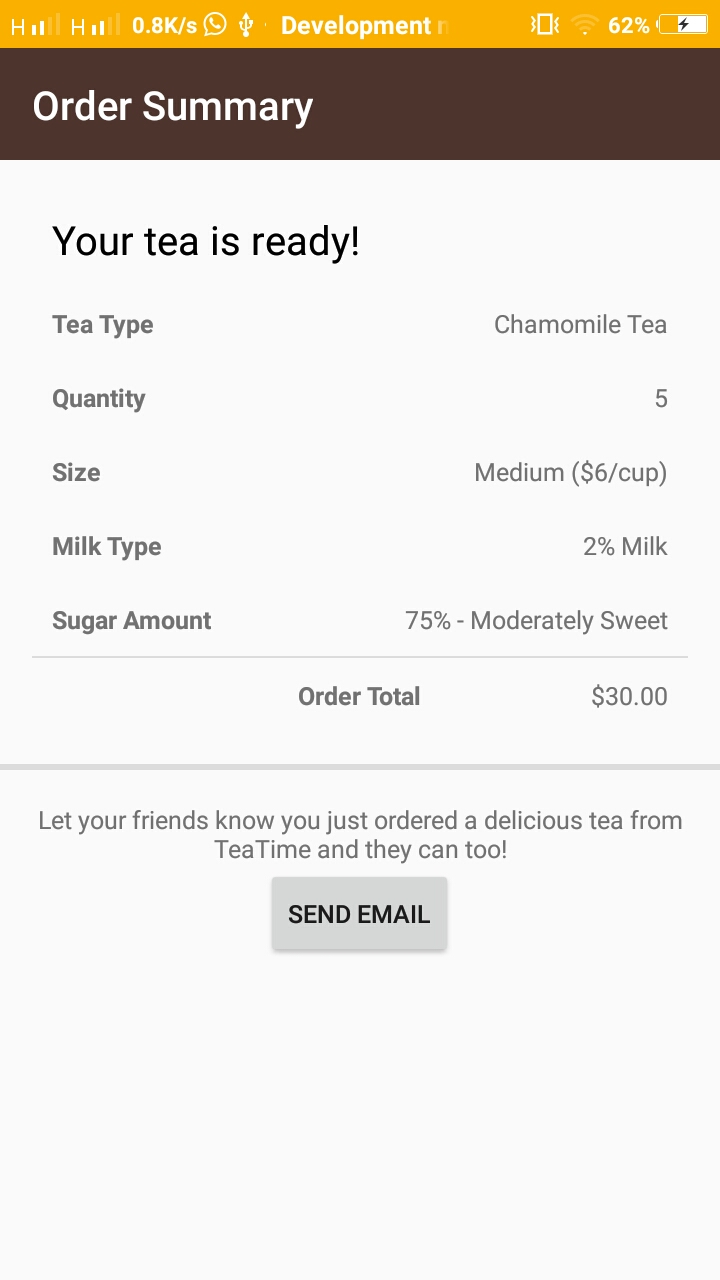 H H 0.8K/s Development 62%
Order Summary
Your tea is ready!
Tea Type Chamomile Tea
Quantity 5
Size Medium ($6/cup)
Milk Type 2% Milk
Sugar Amount 75% - Moderately Sweet
Order Total $30.00
Let your friends know you just ordered a delicious tea from
TeaTime and they can too!
SEND EMAIL